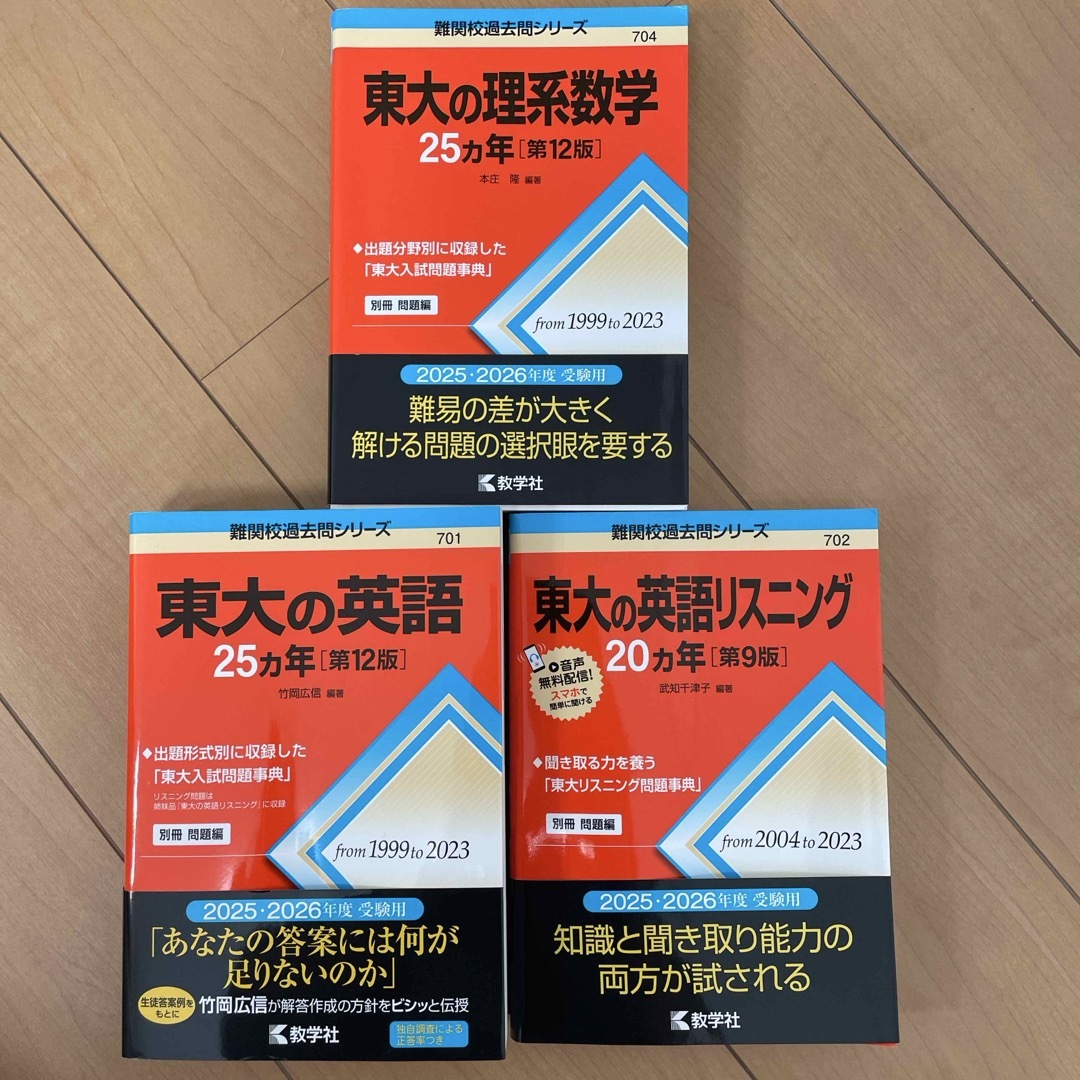 難関校過去問シリーズ
704
東大の理系数学
25ヵ年[第12版]
本庄 隆 編著
◆出題分野別に収録した
「東大入試問題事典」
別冊 問題編
from 1999 to 2023
2025・2026年度 受験用
難易の差が大きく
解ける問題の選択眼を要する
教学社
難関校過去問シリーズ
701
東大の英語
25ヵ年[第12版]
竹岡広信 編著
◆出題形式別に収録した
「東大入試問題事典」
リスニング問題は
姉妹品「東大の英語リスニング」に収録
別冊 問題編
from 1999 to 2023
2025・2026年度 受験用
「あなたの答案には何が
足りないのか」
生徒答案例を
もとに
竹岡広信が解答作成の方針をビシッと伝授
教学社
独自調査による
正答率つき
難関校過去問シリーズ
702
東大の英語リスニング
20ヵ年[第9版]
武知千津子 編著
音声
無料配信!
スマホで
簡単に聞ける
◆聞き取る力を養う
「東大リスニング問題事典」
別冊 問題編
from 2004 to 2023
2025・2026年度 受験用
知識と聞き取り能力の
両方が試される
教学社